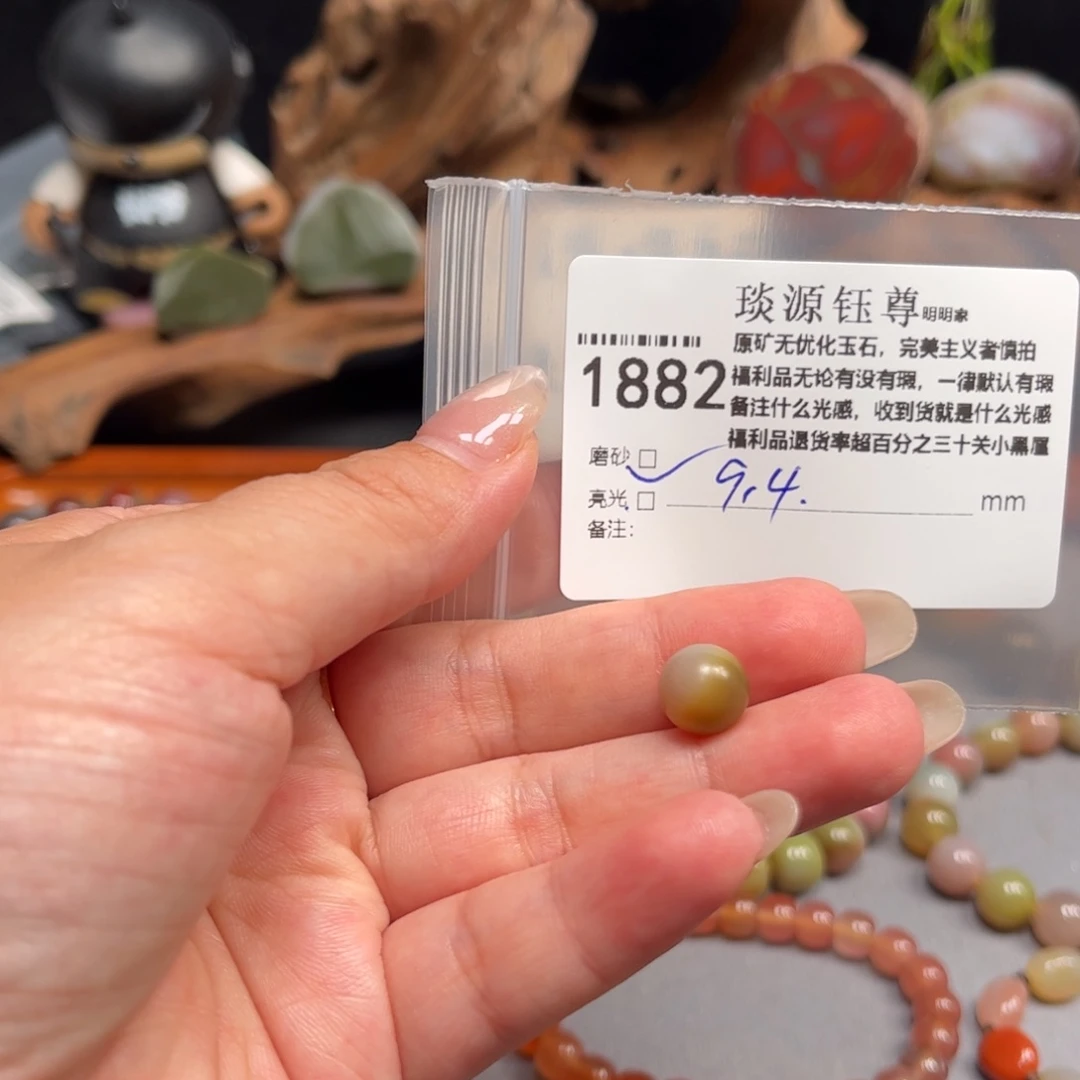 琰源钰尊明明家
原矿无优化玉石，完美主义者慎拍
1882
福利品无论有没有瑕，一律默认有瑕
备注什么光感，收到货就是什么光感
福利品退货率超百分之三十关小黑屋
磨砂□ ✓
亮光□ 9.4. mm
备注：